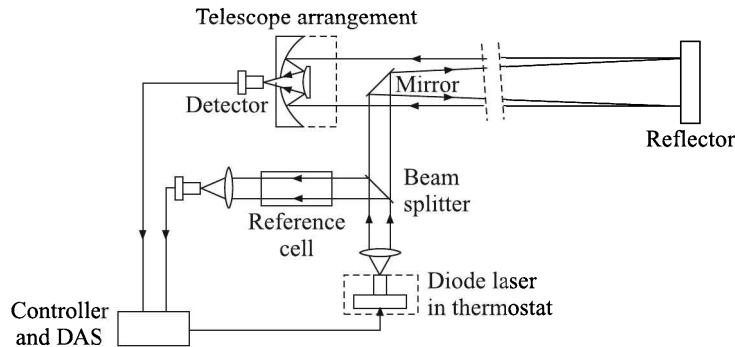 Telescope arrangement
Detector
Mirror
Reflector
Reference
cell
Beam
splitter
Diode laser
in thermostat
Controller
and DAS